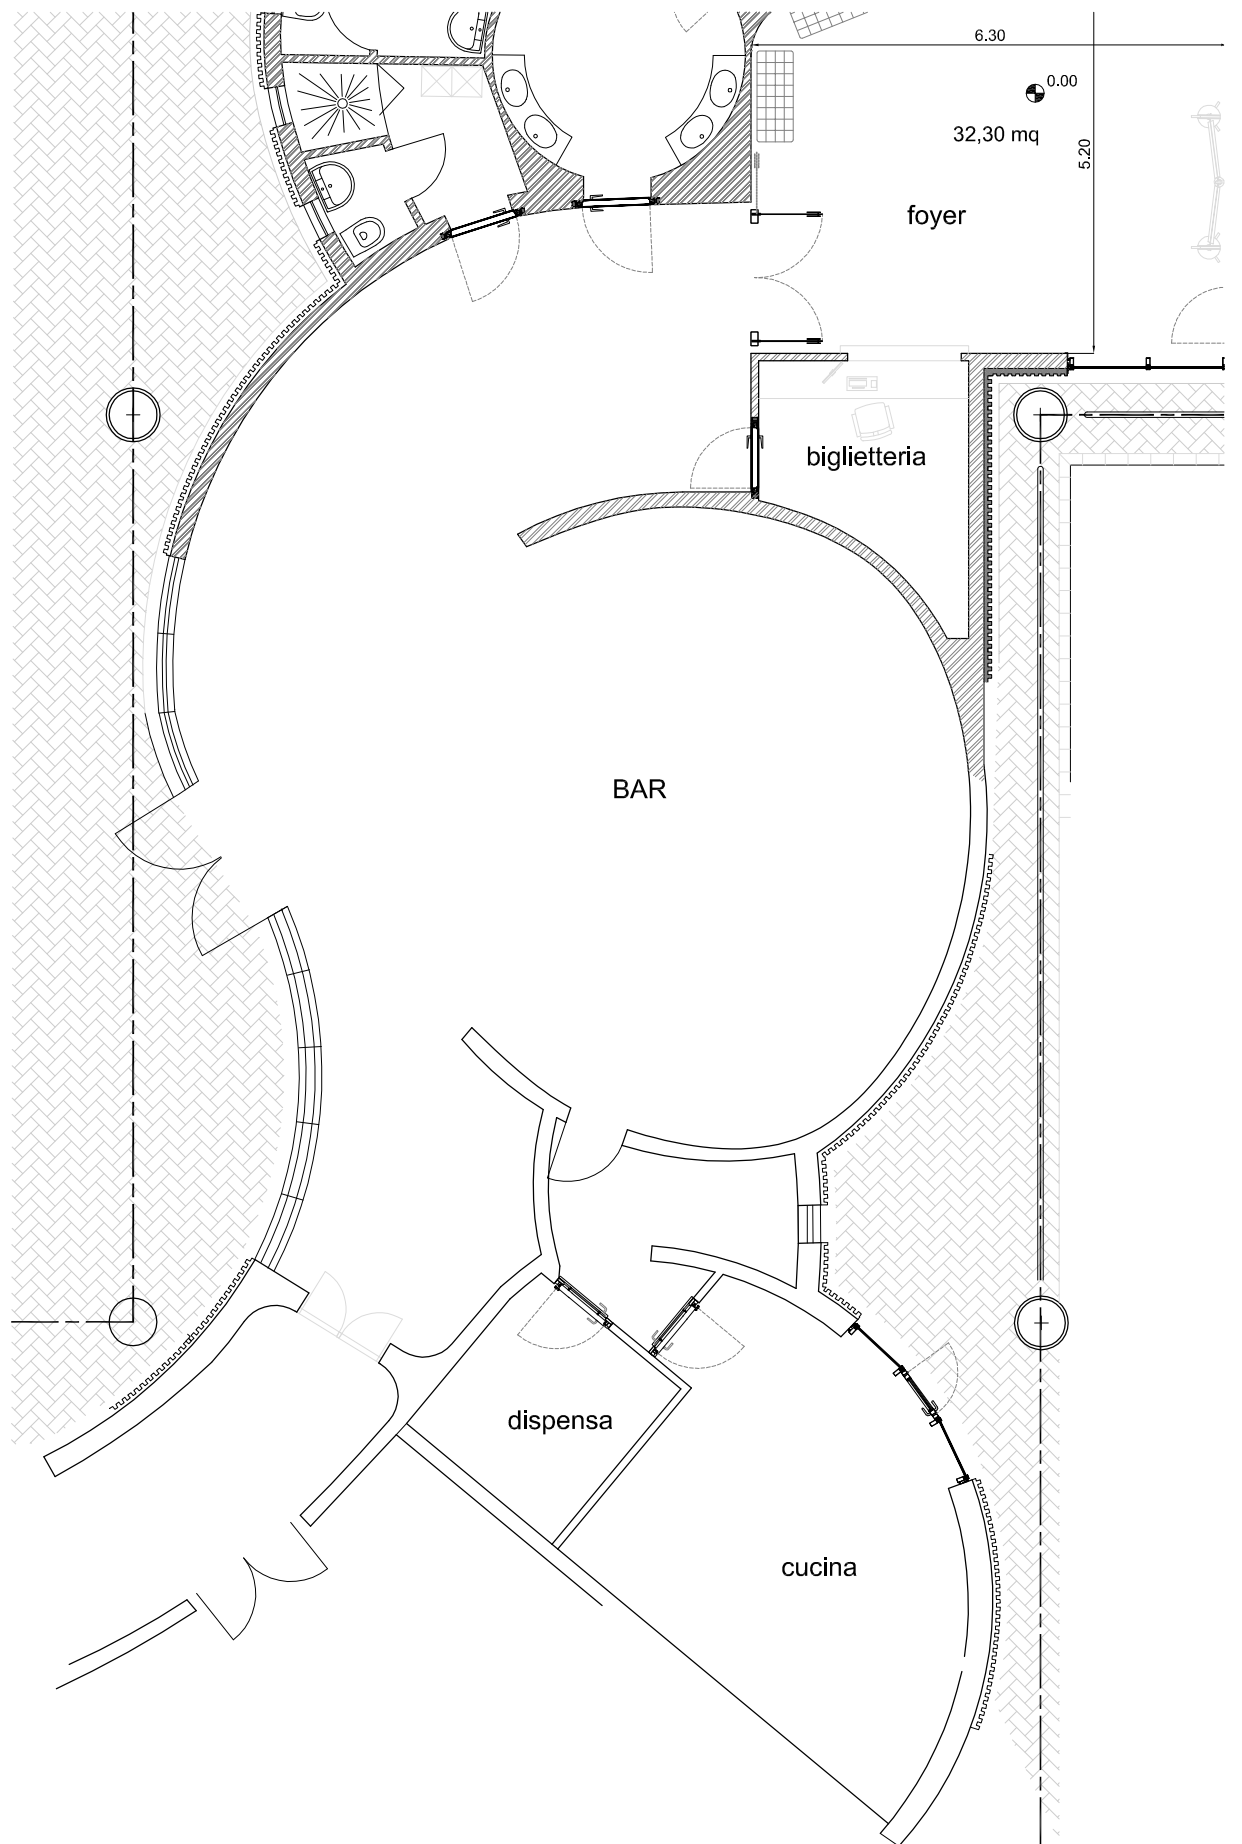 6.30
0.00
32,30 mq
5.20
foyer
biglietteria
BAR
dispensa
cucina